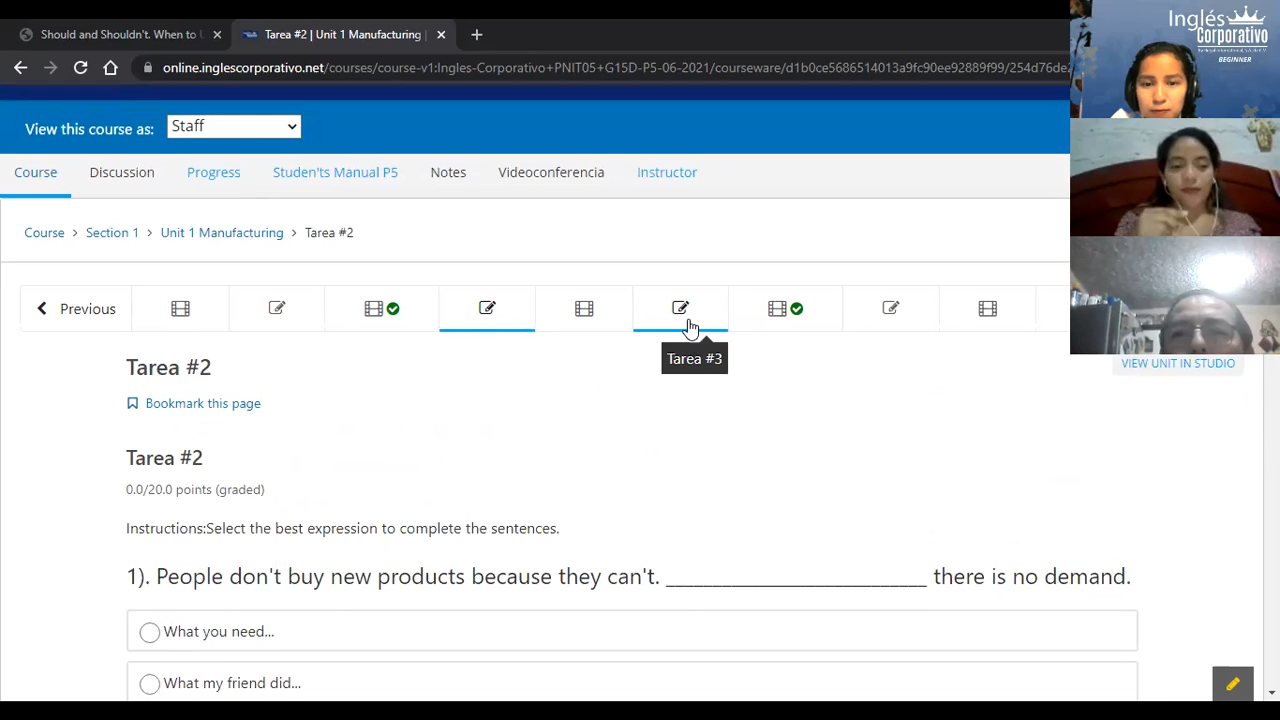 Should and Shouldn't. When to U
Tarea #2 | Unit 1 Manufacturing |
online.inglescorporativo.net/courses/course-v1:Ingles-Corporativo+PNIT05+G15D-P5-06-2021/courseware/d1b0ce5686514013a9fc90ee92889f99/254d76de
Inglés
Corporativo
BEGINNER
View this course as:
Staff
Course
Discussion
Progress
Studen'ts Manual P5
Notes
Videoconferencia
Instructor
Course > Section 1 > Unit 1 Manufacturing > Tarea #2
Previous
Tarea #3
VIEW UNIT IN STUDIO
Tarea #2
Bookmark this page
Tarea #2
0.0/20.0 points (graded)
Instructions:Select the best expression to complete the sentences.
1). People don't buy new products because they can't. __________________________ there is no demand.
What you need...
What my friend did...